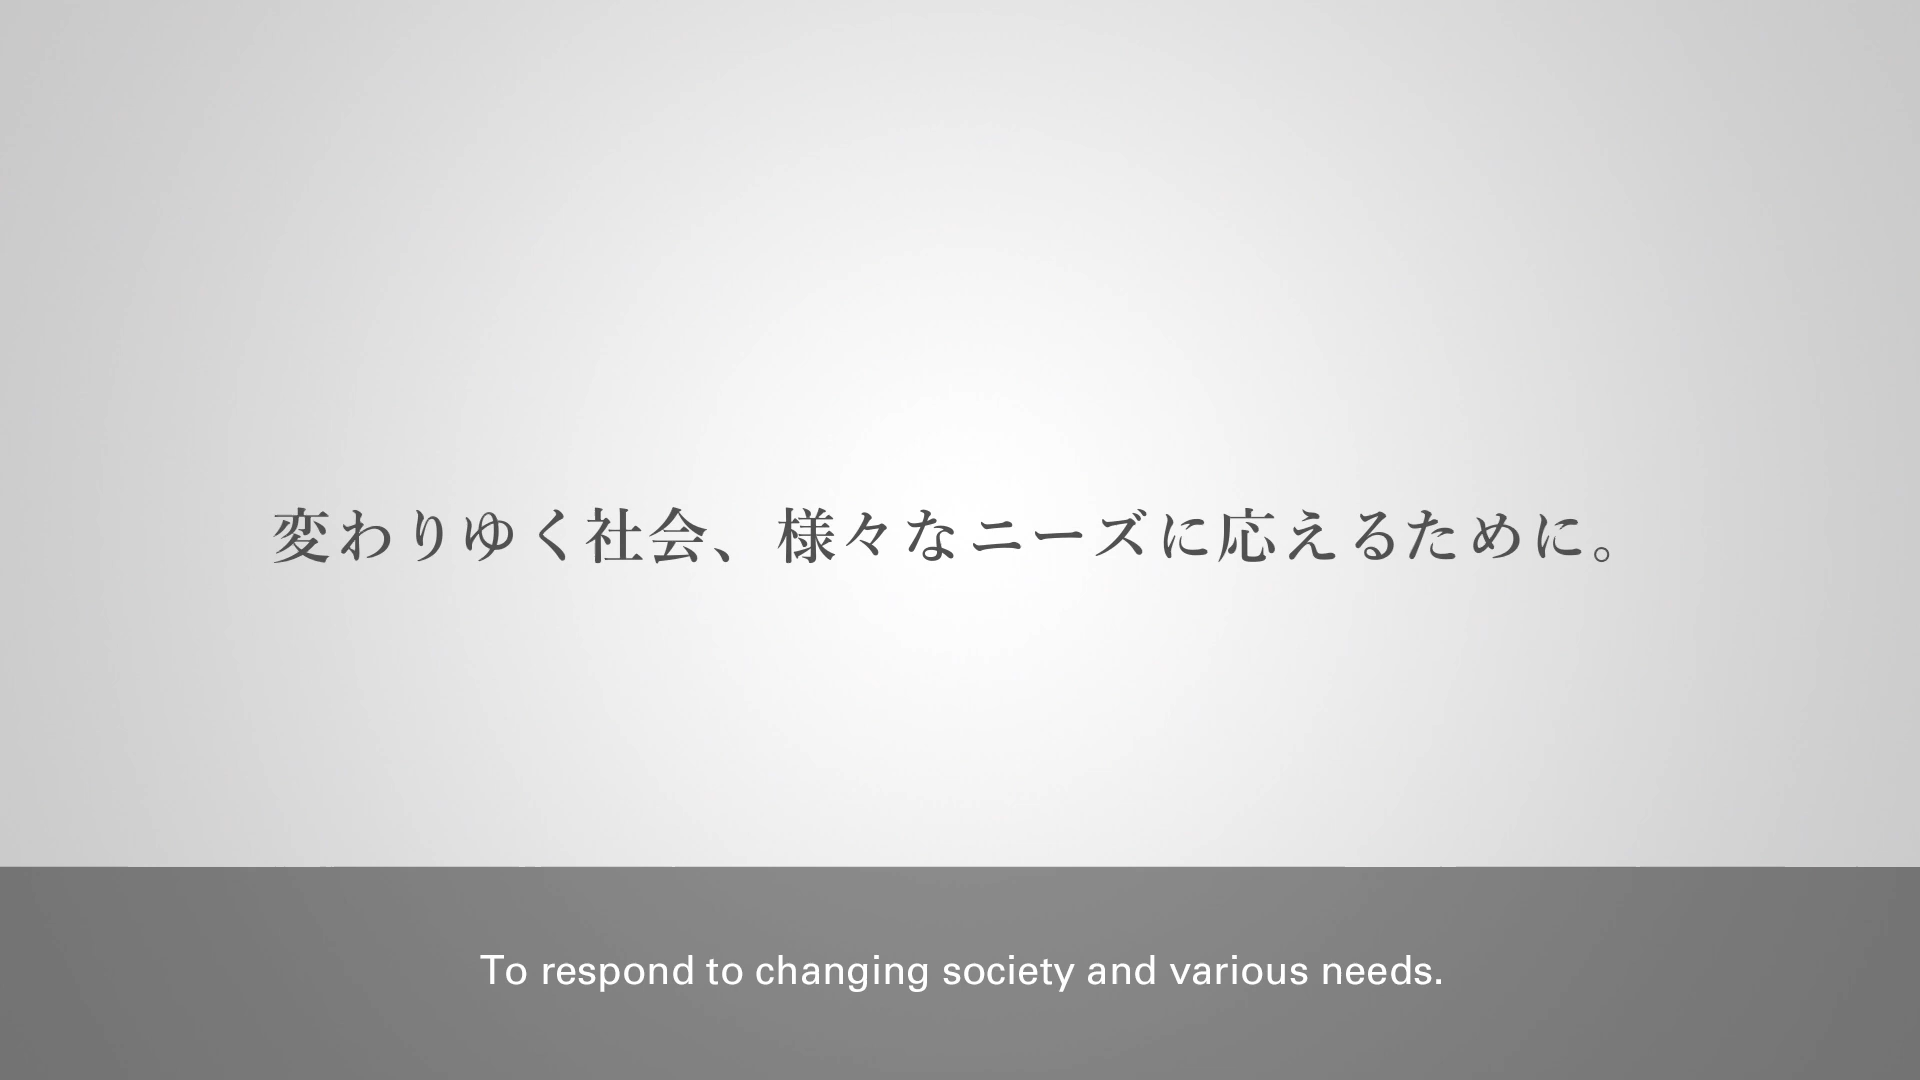 変わりゆく社会、様々なニーズに応えるために。
To respond to changing society and various needs.